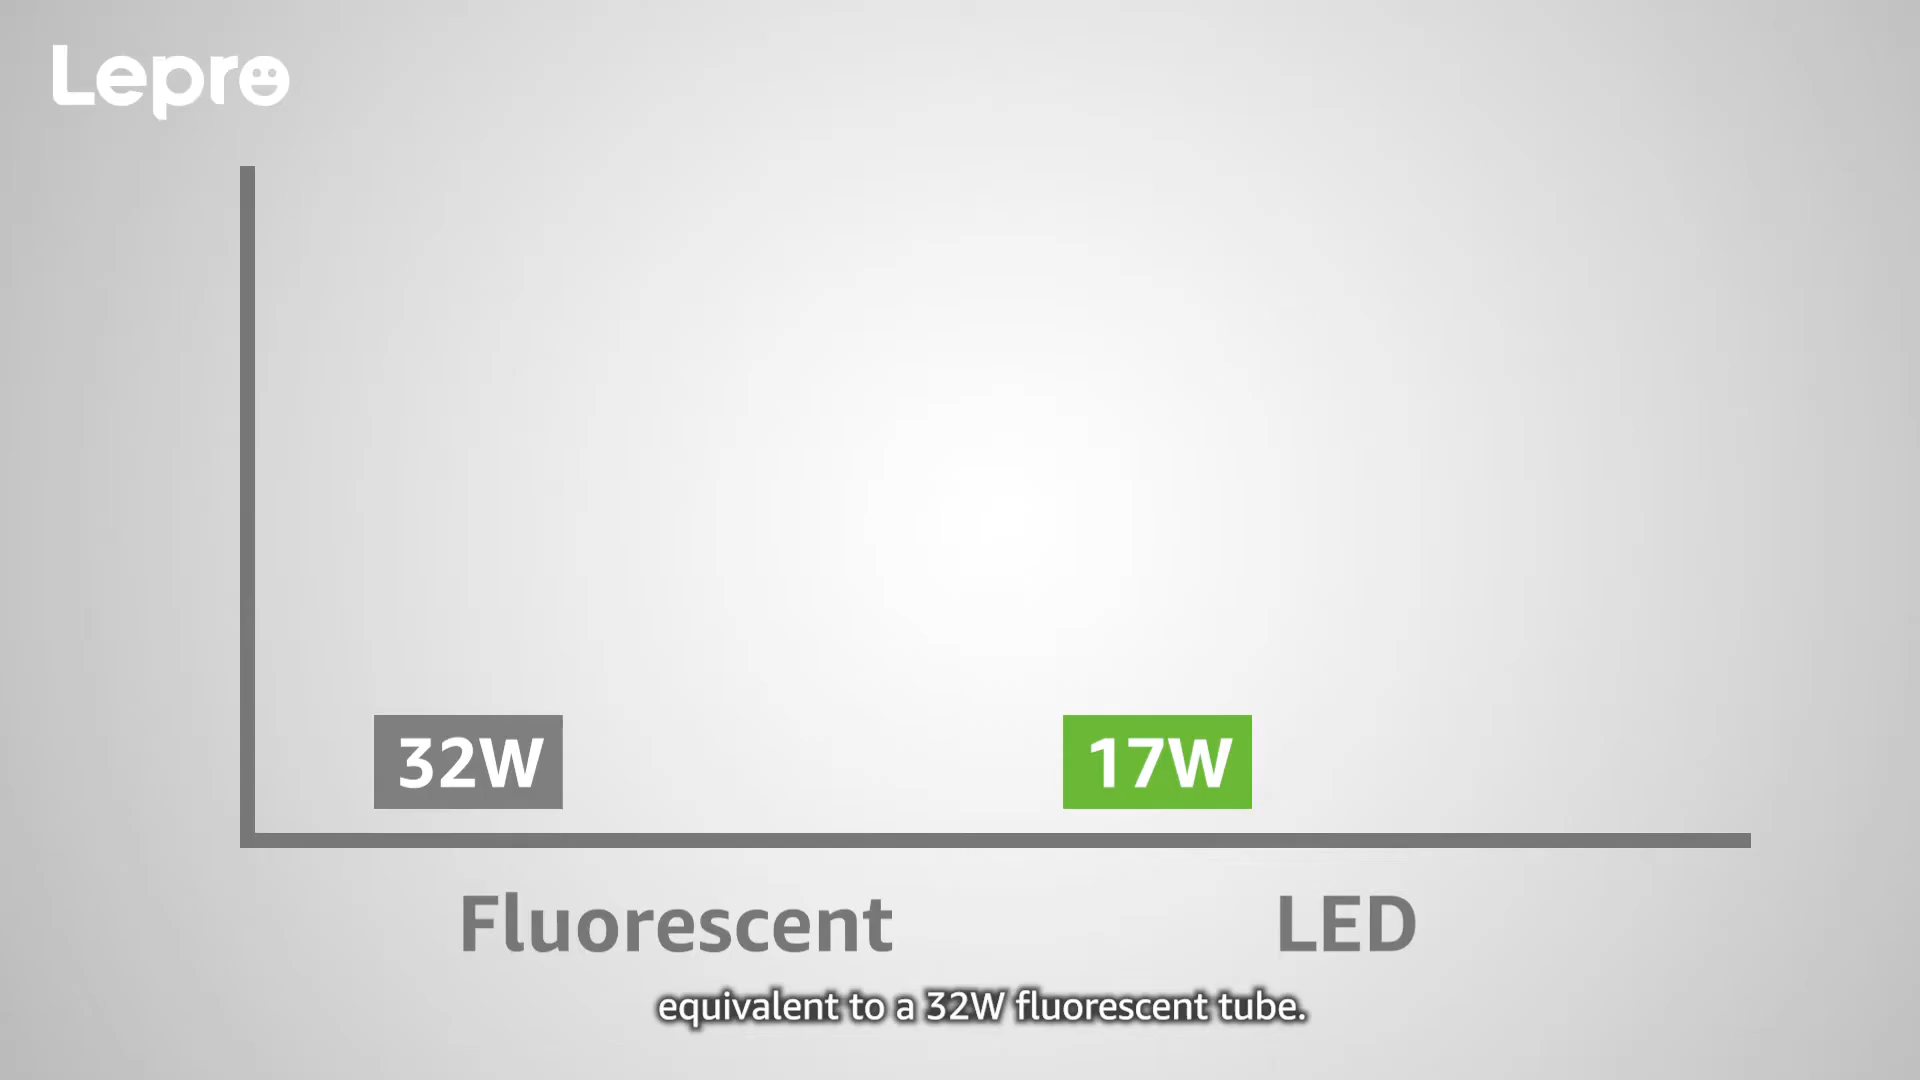 Lepro
32W
17W
Fluorescent
LED
equivalent to a 32W fluorescent tube.